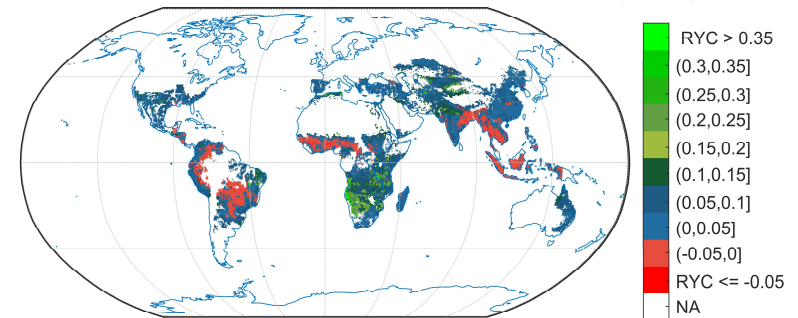 RYC > 0.35
(0.3,0.35]
(0.25,0.3]
(0.2,0.25]
(0.15,0.2]
(0.1,0.15]
(0.05,0.1]
(0,0.05]
(-0.05,0]
RYC <= -0.05
NA